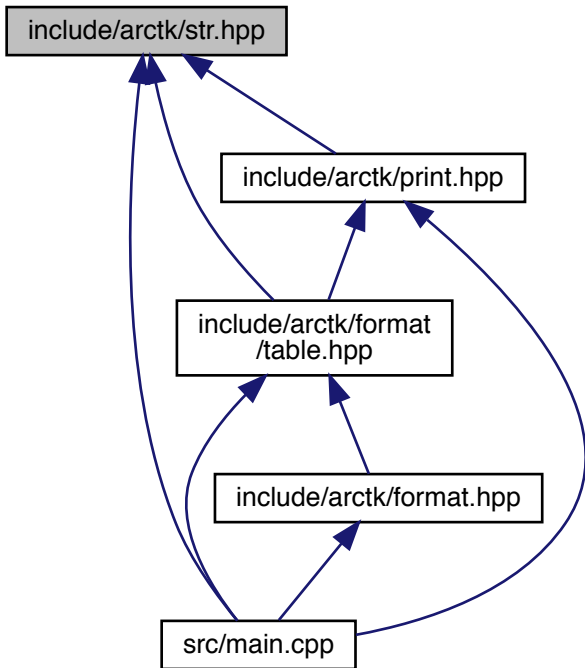 include/arctk/str.hpp
include/arctk/print.hpp
include/arctk/format
/table.hpp
include/arctk/format.hpp
src/main.cpp